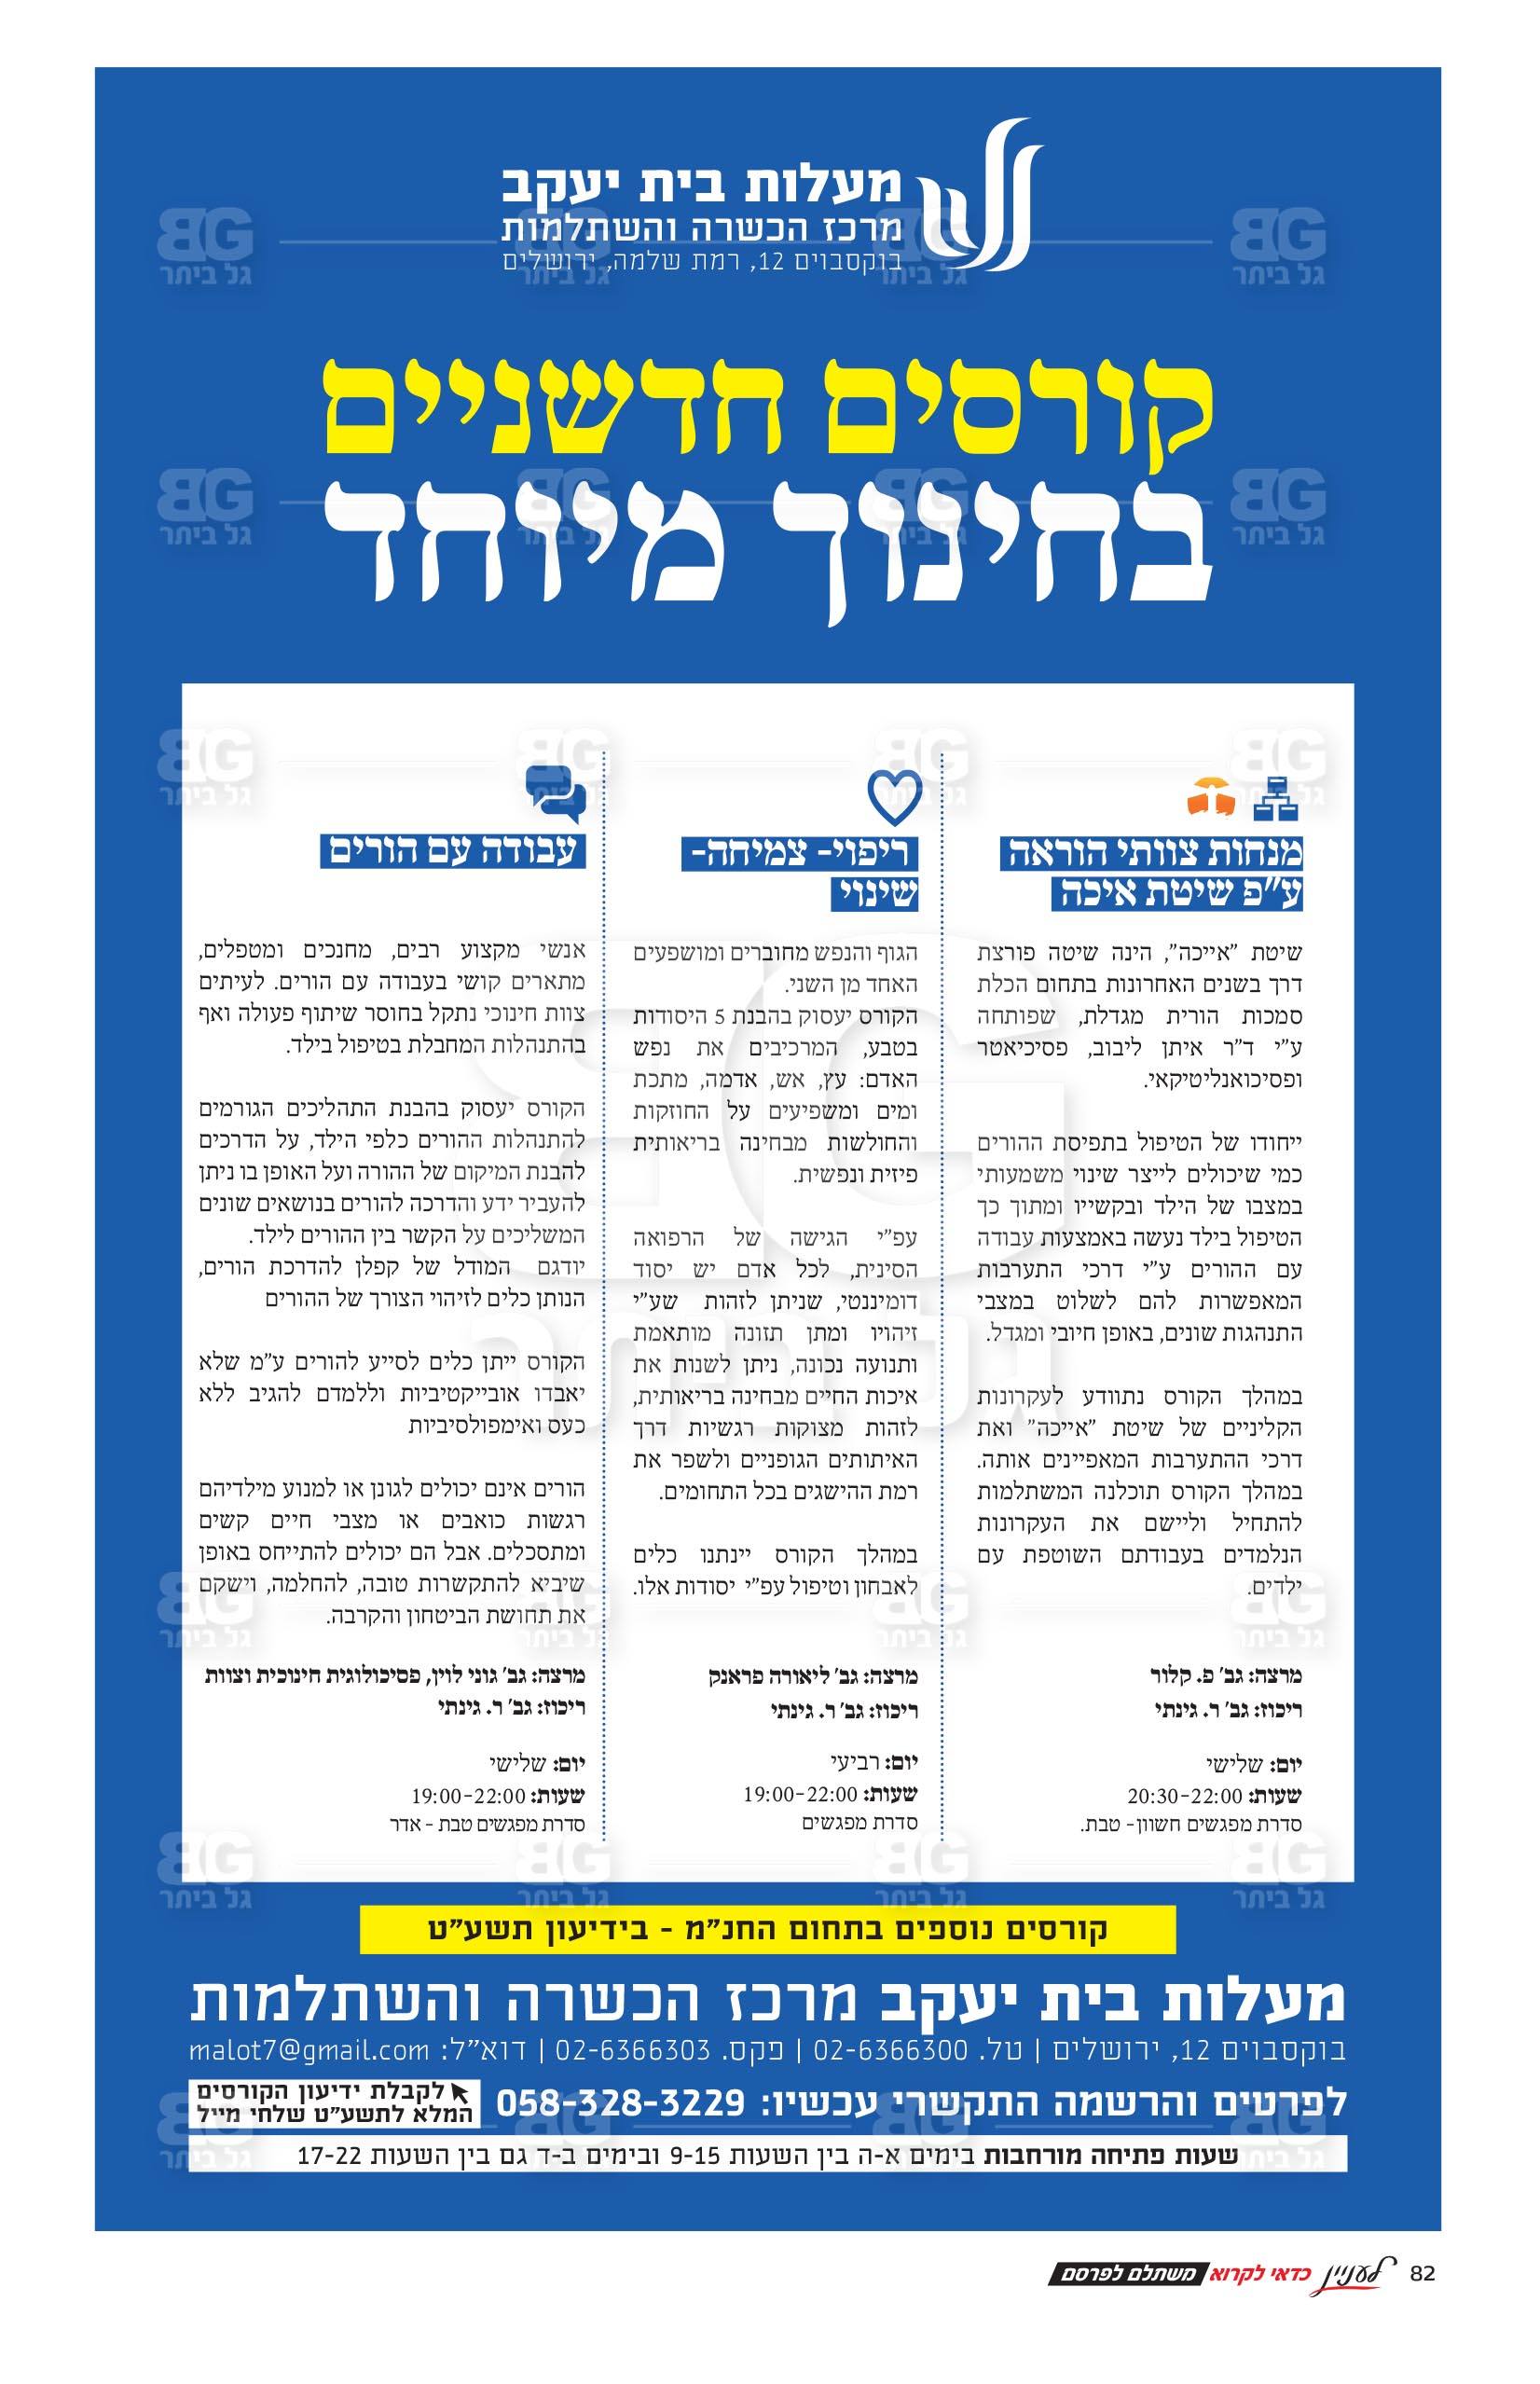 מעלות בית יעקב
מרכז הכשרה והשתלמות
בוקסבוים 12, רמת שלמה, ירושלים
קורסים חדשניים
בחינוך מיוחד
מנחות צוותי הוראה
ע"פ שיטת איכה
שיטת "אייכה", הינה שיטה פורצת
דרך בשנים האחרונות בתחום הכלת
סמכות הורית מגדלת, שפותחה
ע"י ד"ר איתן ליבוב, פסיכיאטר
ופסיכואנליטיקאי.
ייחודו של הטיפול בתפיסת ההורים
כמי שיכולים לייצר שינוי משמעותי
במצבו של הילד ובקשייו ומתוך כך
הטיפול בילד נעשה באמצעות עבודה
עם ההורים ע"י דרכי התערבות
המאפשרות להם לשלוט במצבי
התנהגות שונים, באופן חיובי ומגדל.
במהלך הקורס נתוודע לעקרונות
הקליניים של שיטת "אייכה" ואת
דרכי ההתערבות המאפיינים אותה.
במהלך הקורס תוכלנה המשתלמות
להתחיל וליישם את העקרונות
הנלמדים בעבודתם השוטפת עם
ילדים.
מרצה: גב' פ. קלור
ריכוז: גב' ר. גינתי
יום: שלישי
שעות: 20:30-22:00
סדרת מפגשים חשוון- טבת.
ריפוי- צמיחה-
שינוי
הגוף והנפש מחוברים ומושפעים
האחד מן השני.
הקורס יעסוק בהבנת 5 היסודות
בטבע, המרכיבים את נפש
האדם: עץ, אש, אדמה, מתכת
ומים ומשפיעים על החוזקות
והחולשות מבחינה בריאותית
פיזית ונפשית.
עפ"י הגישה של הרפואה
הסינית, לכל אדם יש יסוד
דומיננטי, שניתן לזהות שע"י
זיהויו ומתן תזונה מותאמת
ותנועה נכונה, ניתן לשנות את
איכות החיים מבחינה בריאותית,
לזהות מצוקות רגשיות דרך
האיתותים הגופניים ולשפר את
רמת ההישגים בכל התחומים.
במהלך הקורס יינתנו כלים
לאבחון וטיפול עפ"י יסודות אלו.
מרצה: גב' ליאורה פראנק
ריכוז: גב' ר. גינתי
יום: רביעי
שעות: 19:00-22:00
סדרת מפגשים
עבודה עם הורים
אנשי מקצוע רבים, מחנכים ומטפלים,
מתארים קושי בעבודה עם הורים. לעיתים
צוות חינוכי נתקל בחוסר שיתוף פעולה ואף
בהתנהלות המחבלת בטיפול בילד.
הקורס יעסוק בהבנת התהליכים הגורמים
להתנהלות ההורים כלפי הילד, על הדרכים
להבנת המיקום של ההורה ועל האופן בו ניתן
להעביר ידע והדרכה להורים בנושאים שונים
המשליכים על הקשר בין ההורים לילד.
יודגם המודל של קפלן להדרכת הורים,
הנותן כלים לזיהוי הצורך של ההורים
הקורס ייתן כלים לסייע להורים ע"מ שלא
יאבדו אובייקטיביות וללמדם להגיב ללא
כעס ואימפולסיביות
הורים אינם יכולים לגונן או למנוע מילדיהם
רגשות כואבים או מצבי חיים קשים
ומתסכלים. אבל הם יכולים להתייחס באופן
שיביא להתקשרות טובה, להחלמה, וישקם
את תחושת הביטחון והקרבה.
מרצה: גב' גוני לוין, פסיכולוגית חינוכית וצוות
ריכוז: גב' ר. גינתי
יום: שלישי
שעות: 19:00-22:00
סדרת מפגשים טבת - אדר
קורסים נוספים בתחום החנ"מ - בידיעון תשע"ט
מעלות בית יעקב מרכז הכשרה והשתלמות
בוקסבוים 12, ירושלים | טל. 02-6366300 | פקס. 02-6366303 | דוא"ל: malot7@gmail.com
לפרטים והרשמה התקשרי עכשיו: 058-328-3229
לקבלת ידיעון הקורסים
המלא לתשע"ט שלחי מייל
שעות פתיחה מורחבות בימים א-ה בין השעות 9-15 ובימים ב-ד גם בין השעות 17-22
82 לעניין כדאי לקרוא משתלם לפרסם
BG
גל ביתר